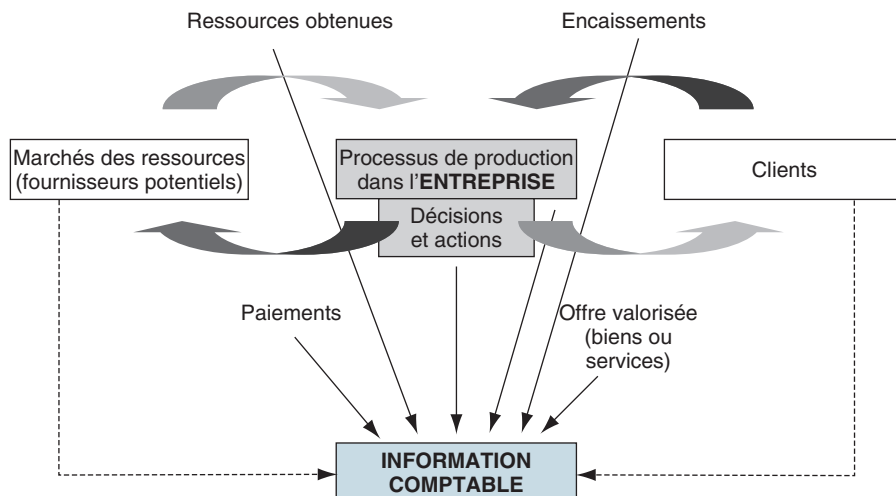 Ressources obtenues
Encaissements
Marchés des ressources
(fournisseurs potentiels)
Processus de production
dans l'ENTREPRISE
Clients
Décisions
et actions
Paiements
Offre valorisée
(biens ou
services)
INFORMATION
COMPTABLE